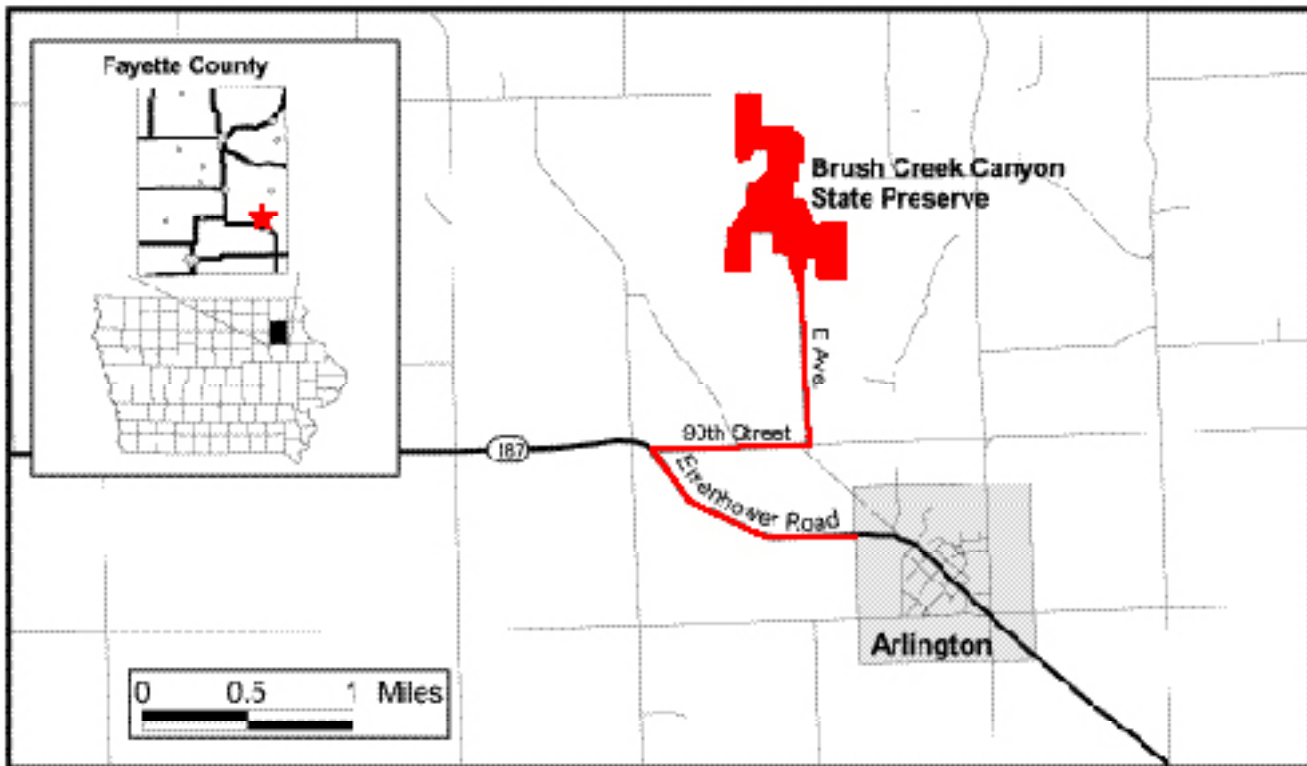 Fayette County
Brush Creek Canyon
State Preserve
E Ave.
90th Street
187
Eisenhower Road
Arlington
0 0.5 1 Miles